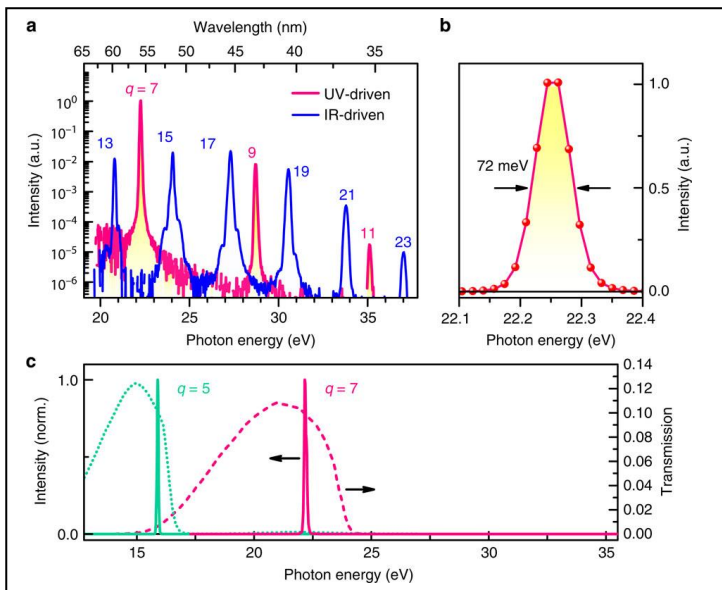 Wavelength (nm)
a
65 60 55 50 45 40 35
q = 7
UV-driven
IR-driven
13
15
17
9
19
21
11
23
10⁰
10⁻¹
10⁻²
10⁻³
10⁻⁴
10⁻⁵
10⁻⁶
Intensity (a.u.)
20 25 30 35
Photon energy (eV)
b
72 meV
1.0
0.5
0.0
Intensity (a.u.)
22.1 22.2 22.3 22.4
Photon energy (eV)
c
1.0
0.0
Intensity (norm.)
q = 5
q = 7
0.14
0.12
0.10
0.08
0.06
0.04
0.02
0.00
Transmission
15 20 25 30 35
Photon energy (eV)